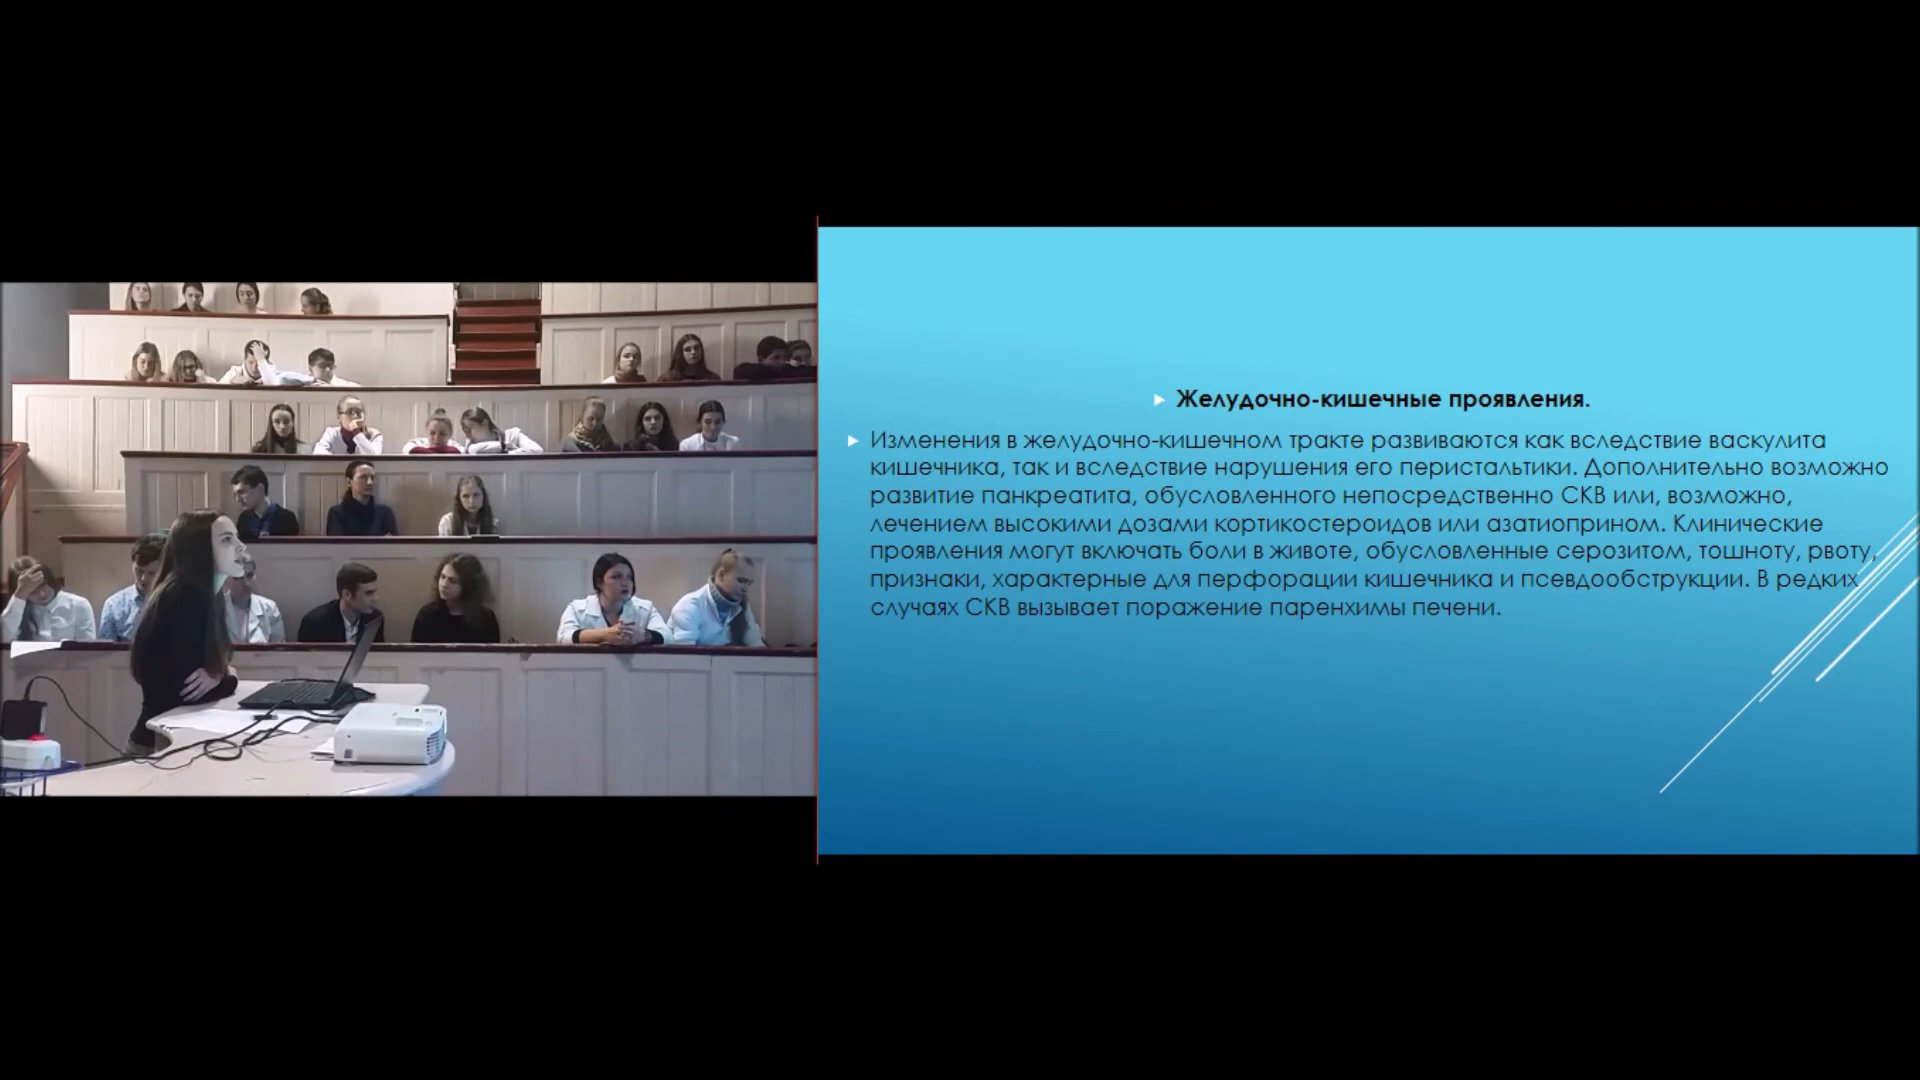 Желудочно-кишечные проявления.
Изменения в желудочно-кишечном тракте развиваются как вследствие васкулита
кишечника, так и вследствие нарушения его перистальтики. Дополнительно возможно
развитие панкреатита, обусловленного непосредственно СКВ или, возможно,
лечением высокими дозами кортикостероидов или азатиоприном. Клинические
проявления могут включать боли в животе, обусловленные серозитом, тошноту, рвоту,
признаки, характерные для перфорации кишечника и псевдообструкции. В редких
случаях СКВ вызывает поражение паренхимы печени.